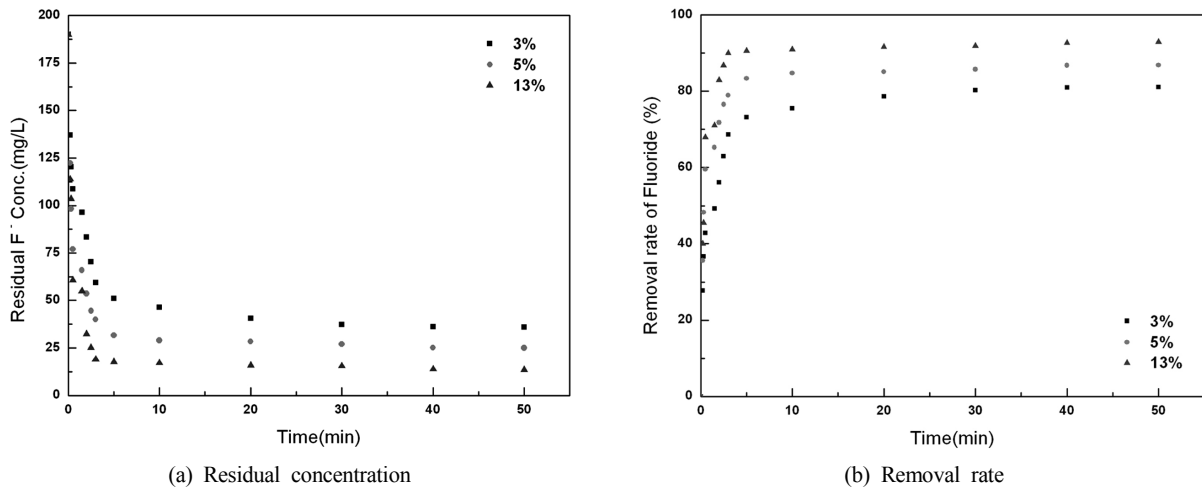 200
175
150
125
100
75
50
25
0
Residual F⁻ Conc.(mg/L)
3%
5%
13%
0 10 20 30 40 50
Time(min)
(a) Residual concentration
100
80
60
40
20
0
Removal rate of Fluoride (%)
3%
5%
13%
0 10 20 30 40 50
Time(min)
(b) Removal rate